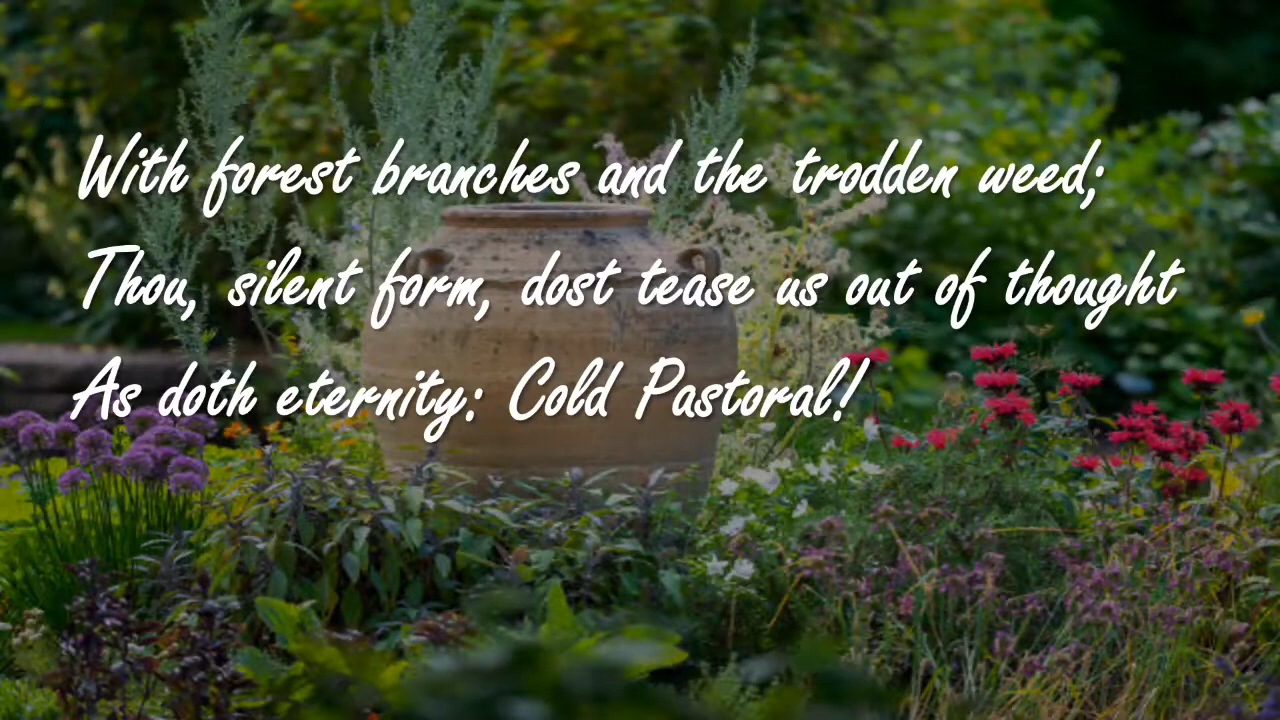 With forest branches and the trodden weed;
Thou, silent form, dost tease us out of thought
As doth eternity: Cold Pastoral!